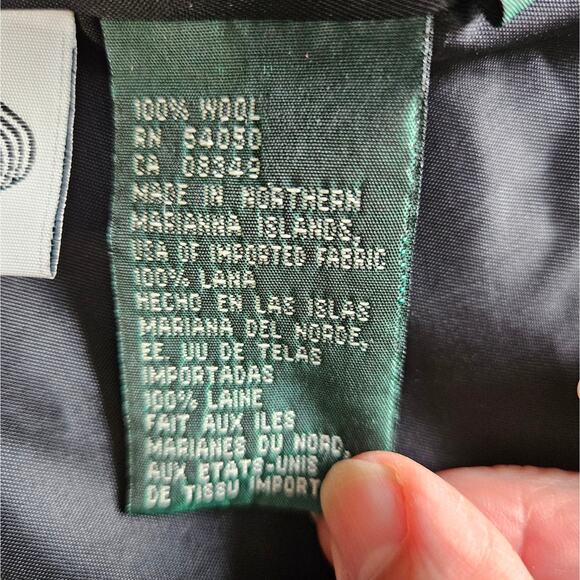 100% WOOL
RN 54050
CA 09349
MADE IN NORTHERN
MARIANNA ISLANDS,
USA OF IMPORTED FABRIC
100% LANA
HECHO EN LAS ISLAS
MARIANA DEL NORDE,
EE. UU DE TELAS
IMPORTADAS
100% LAINE
FAIT AUX ILES
MARIANES DU NORD,
AUX ETATS-UNIS
DE TISSU IMPORT